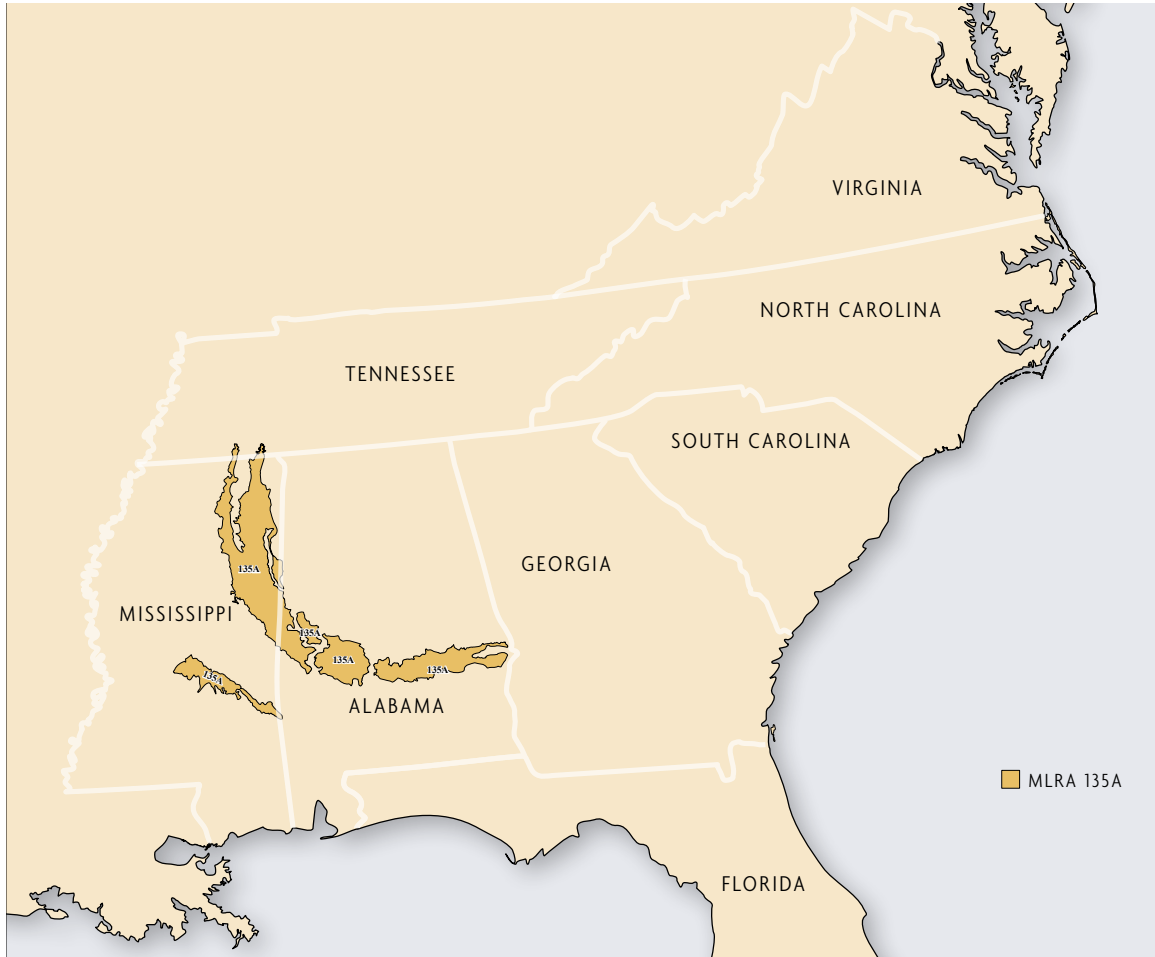 VIRGINIA
NORTH CAROLINA
TENNESSEE
SOUTH CAROLINA
GEORGIA
135A
MISSISSIPPI
135A
135A
135A
135A
ALABAMA
MLRA 135A
FLORIDA